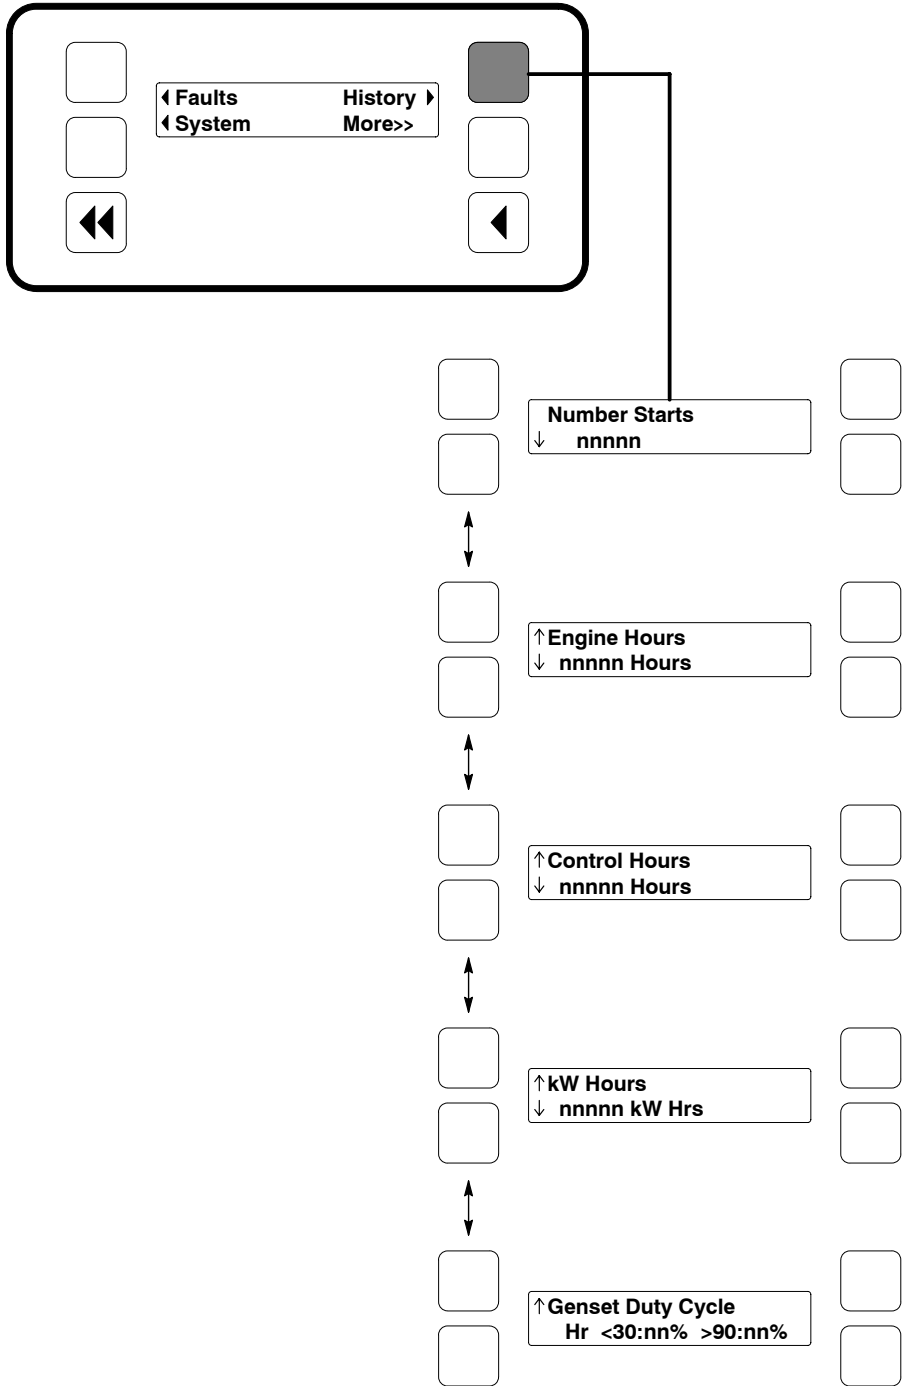 Faults History
System More>>
Number Starts
↓ nnnnn
↑Engine Hours
↓ nnnnn Hours
↑Control Hours
↓ nnnnn Hours
↑kW Hours
↓ nnnnn kW Hrs
↑Genset Duty Cycle
Hr <30:nn% >90:nn%